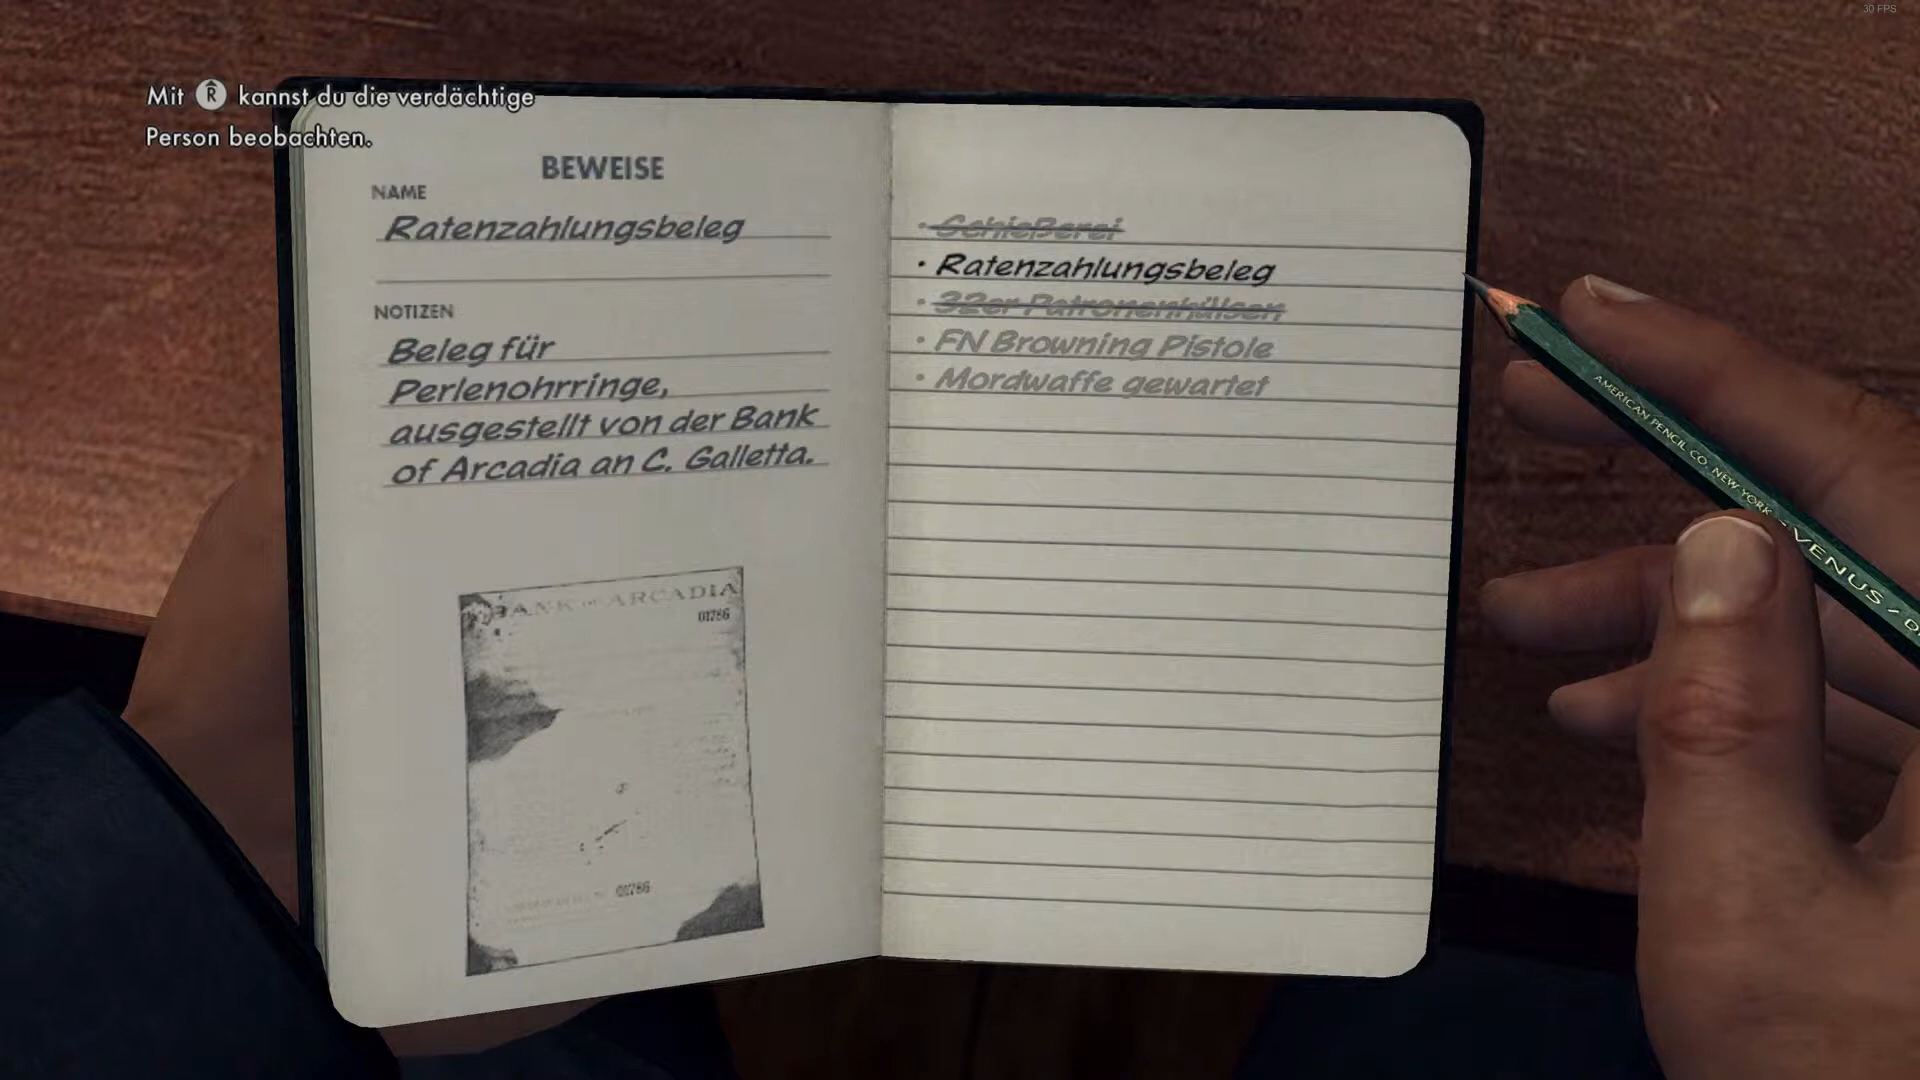 30 FPS
Mit R kannst du die verdächtige
Person beobachten.
BEWEISE
NAME
Ratenzahlungsbeleg
NOTIZEN
Beleg für
Perlenohrringe,
ausgestellt von der Bank
of Arcadia an C. Galletta.
BANK OF ARCADIA
01786
01786
• Schießerei
• Ratenzahlungsbeleg
• 32er Patronenhülsen
• FN Browning Pistole
• Mordwaffe gewartet
AMERICAN PENCIL CO. NEW YORK VENUS